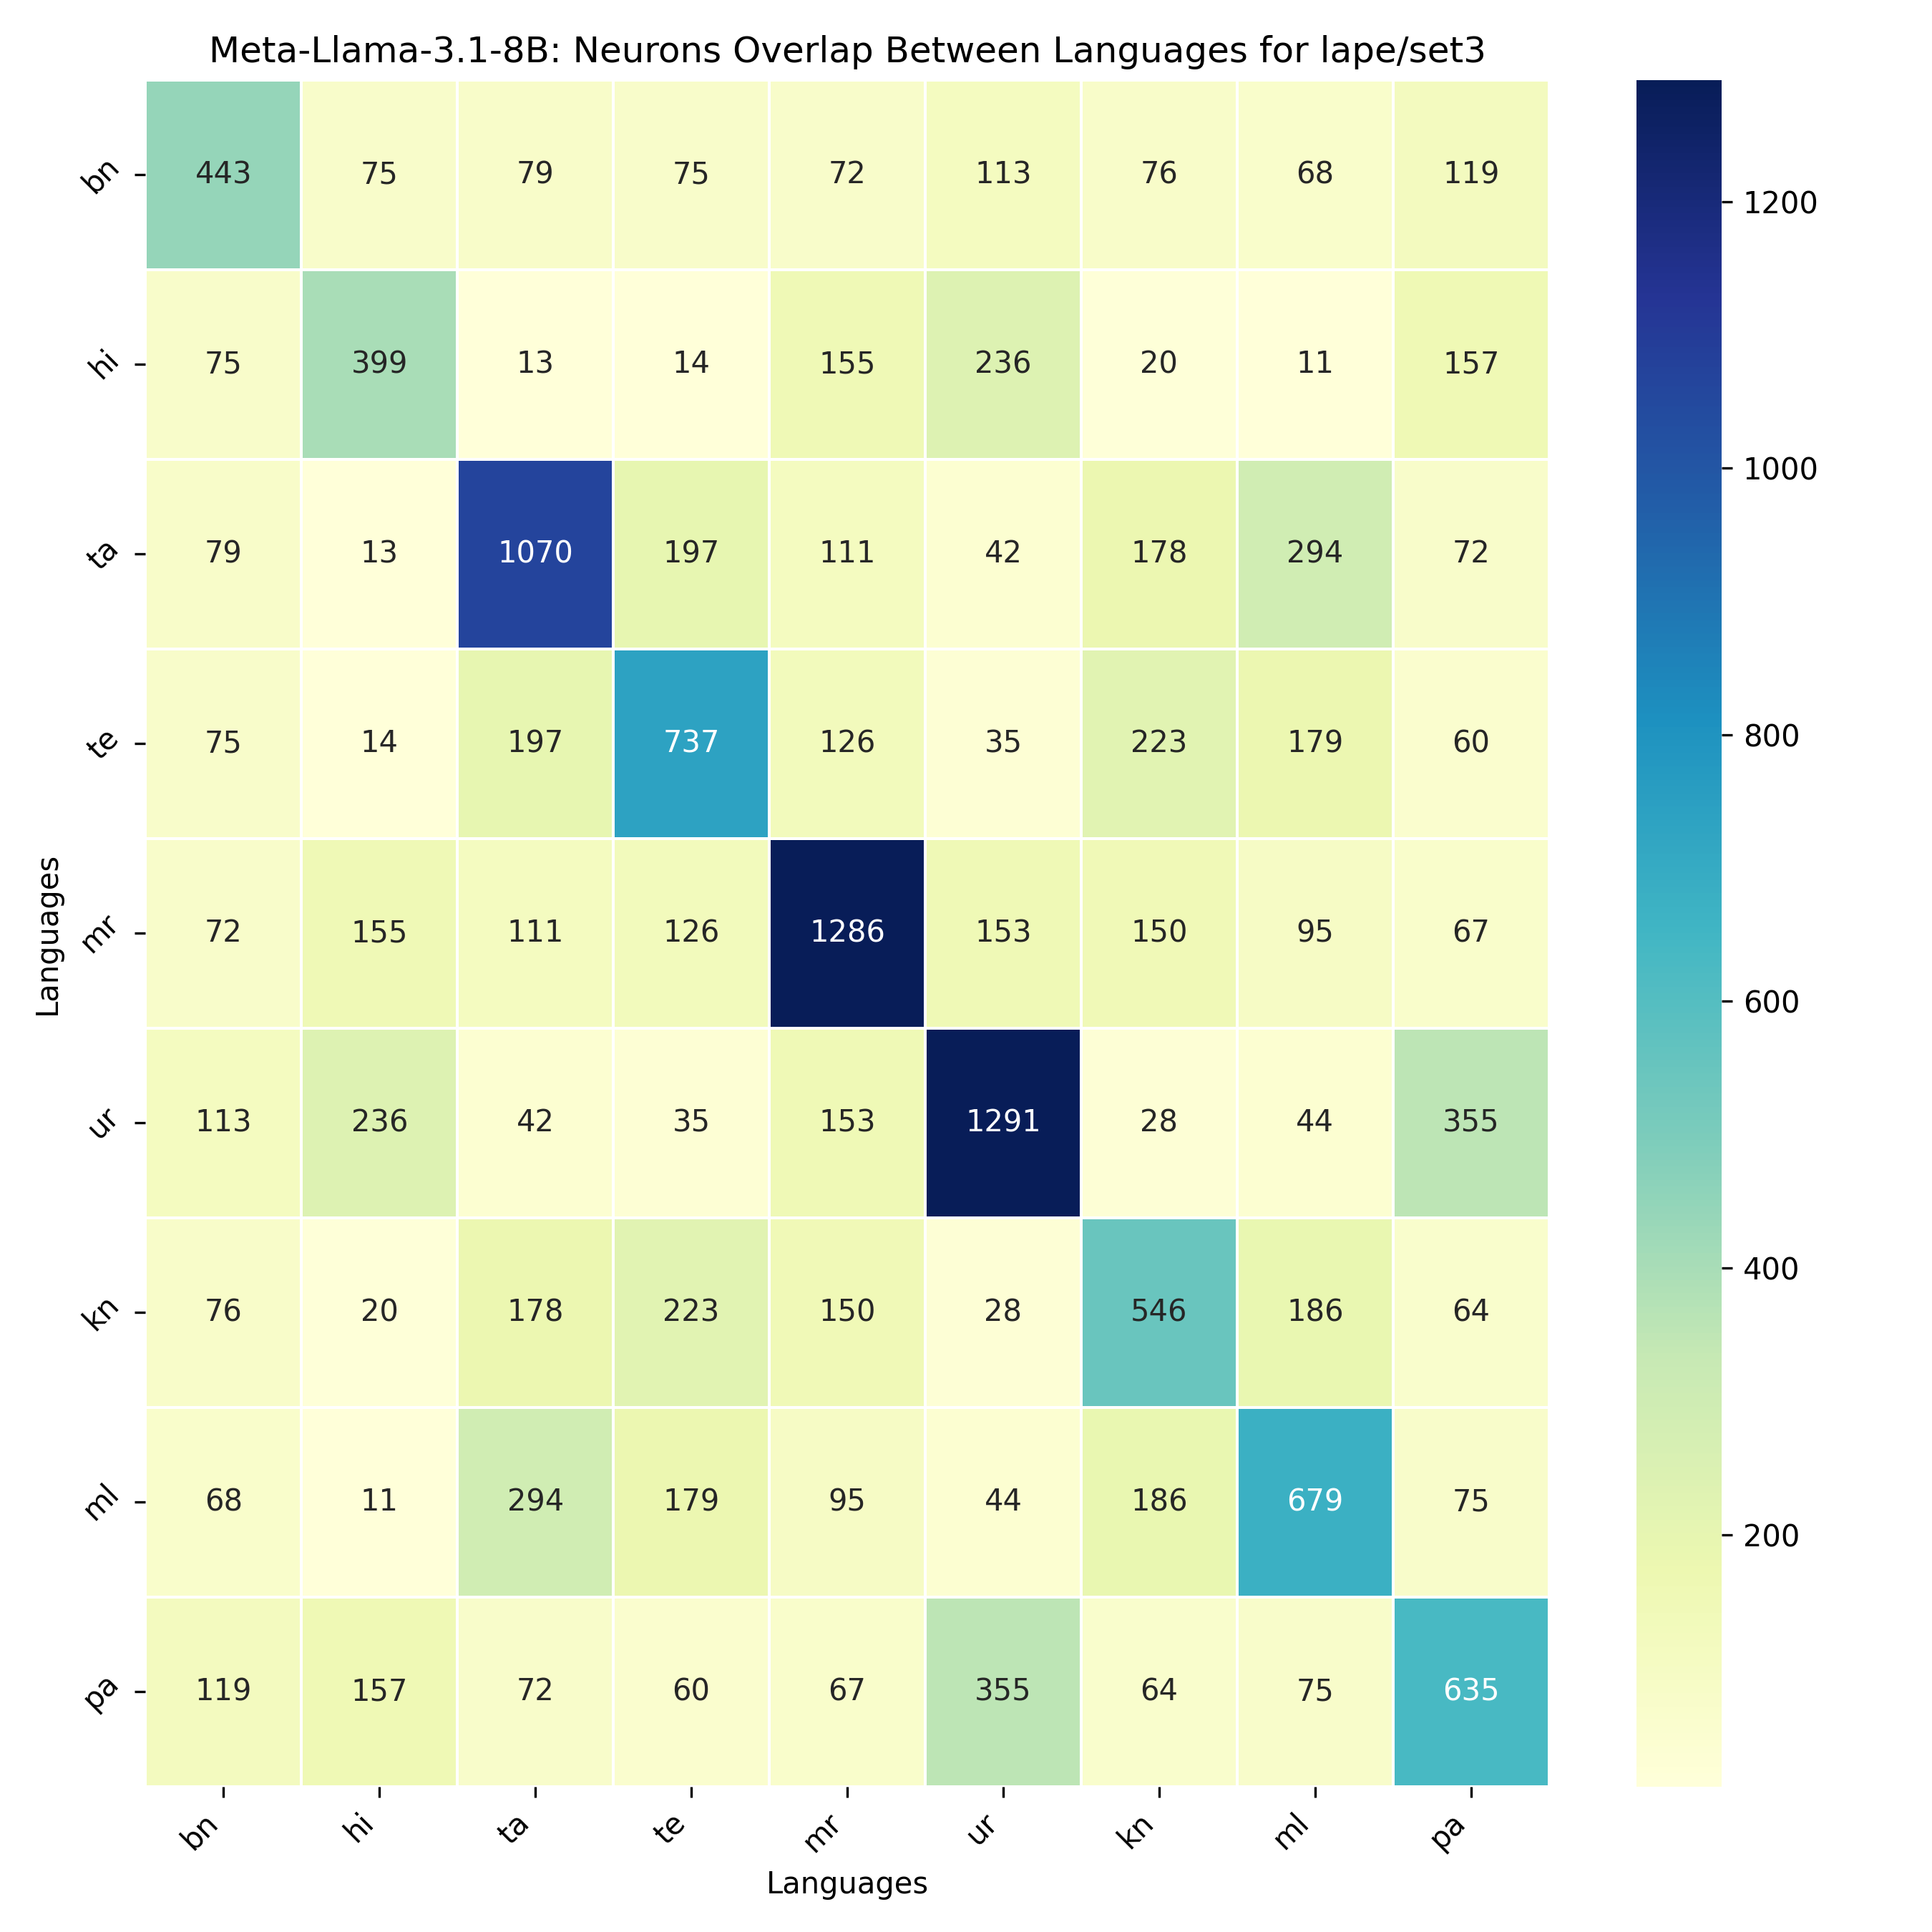 Meta-Llama-3.1-8B: Neurons Overlap Between Languages for lape/set3
bn 443 75 79 75 72 113 76 68 119
hi 75 399 13 14 155 236 20 11 157
ta 79 13 1070 197 111 42 178 294 72
te 75 14 197 737 126 35 223 179 60
mr 72 155 111 126 1286 153 150 95 67
ur 113 236 42 35 153 1291 28 44 355
kn 76 20 178 223 150 28 546 186 64
ml 68 11 294 179 95 44 186 679 75
pa 119 157 72 60 67 355 64 75 635
bn hi ta te mr ur kn ml pa
Languages
Languages
1200
1000
800
600
400
200